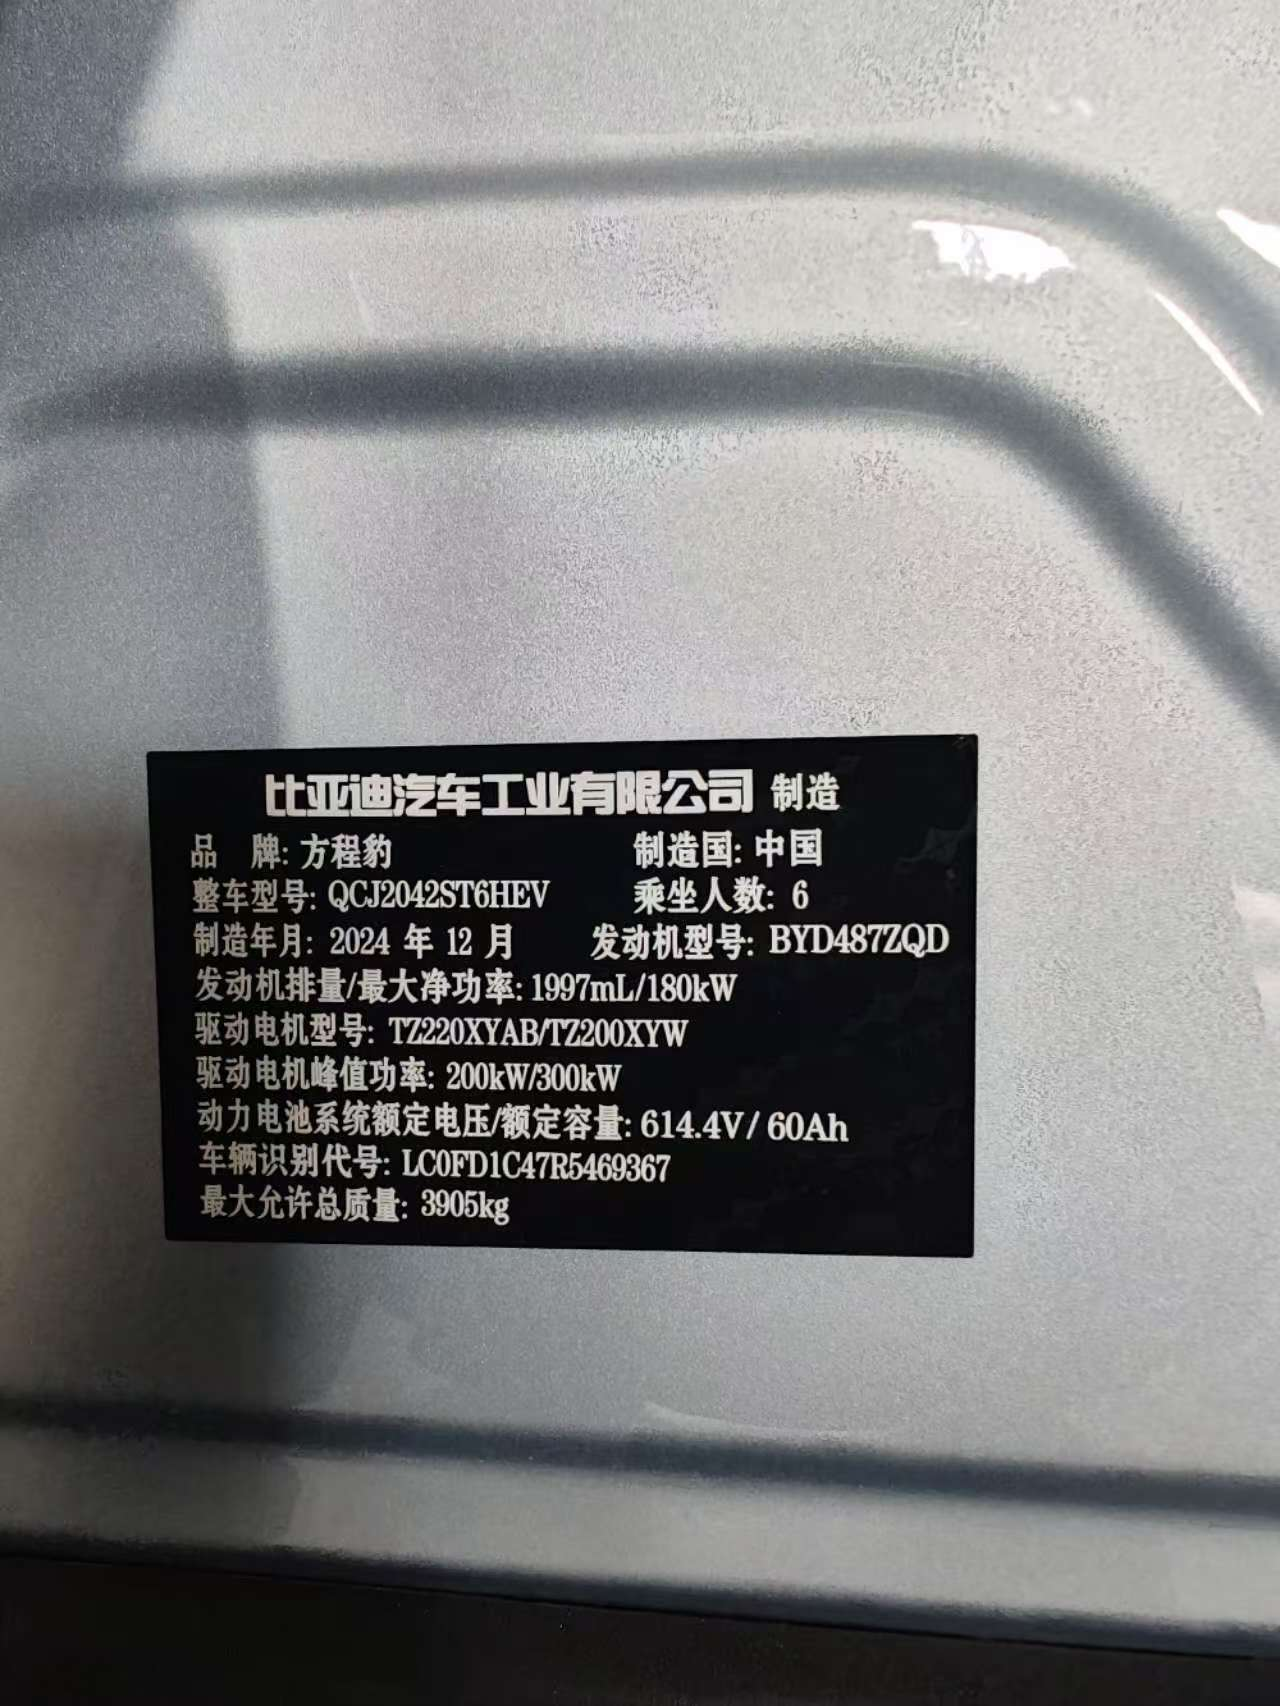 比亚迪汽车工业有限公司 制造
品 牌: 方程豹 制造国: 中国
整车型号: QCJ2042ST6HEV 乘坐人数: 6
制造年月: 2024 年 12 月 发动机型号: BYD487ZQD
发动机排量/最大净功率: 1997mL/180kW
驱动电机型号: TZ220XYAB/TZ200XYW
驱动电机峰值功率: 200kW/300kW
动力电池系统额定电压/额定容量: 614.4V/ 60Ah
车辆识别代号: LC0FD1C47R5469367
最大允许总质量: 3905kg